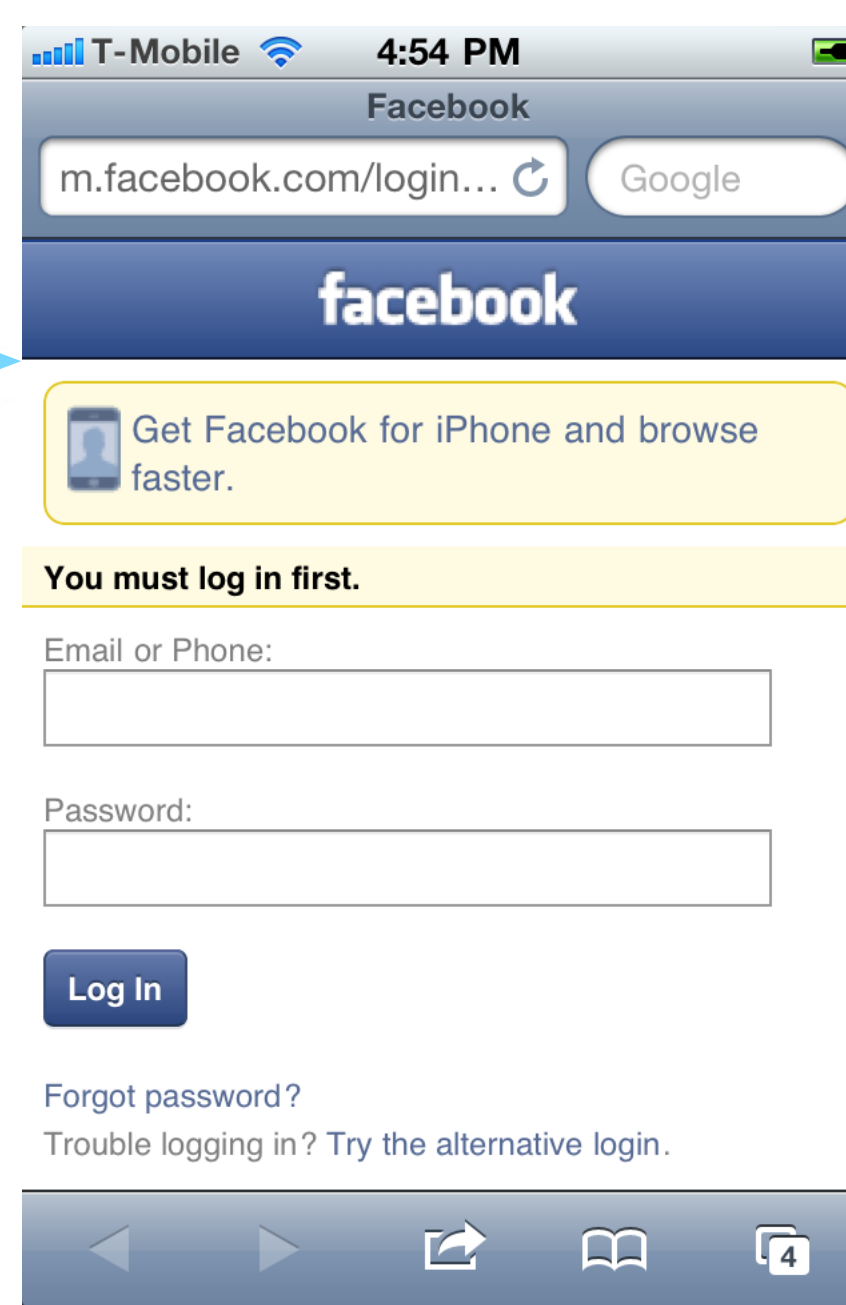 T-Mobile 4:54 PM
Facebook
m.facebook.com/login... Google
facebook
Get Facebook for iPhone and browse
faster.
You must log in first.
Email or Phone:
Password:
Log In
Forgot password?
Trouble logging in? Try the alternative login.
4